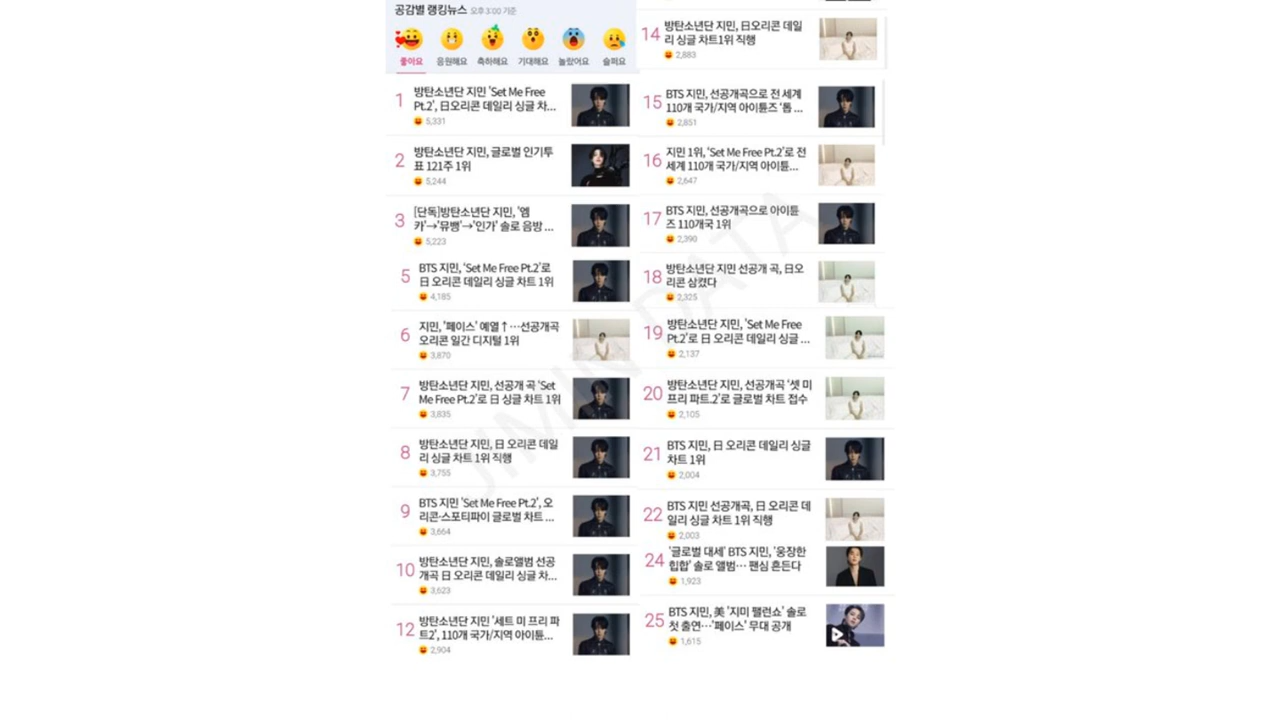 공감별 랭킹뉴스 오후 3:00 기준
좋아요 응원해요 축하해요 기대해요 놀랐어요 슬퍼요
1
방탄소년단 지민 'Set Me Free
Pt.2', 日오리콘 데일리 싱글 차...
5,331
2
방탄소년단 지민, 글로벌 인기투
표 121주 1위
5,244
3
[단독]방탄소년단 지민, '엠
카'→'뮤뱅'→'인가' 솔로 음방 ...
5,223
5
BTS 지민, 'Set Me Free Pt.2'로
日 오리콘 데일리 싱글 차트 1위
4,185
6
지민, '페이스' 예열↑…선공개곡
오리콘 일간 디지털 1위
3,870
7
방탄소년단 지민, 선공개 곡 'Set
Me Free Pt.2'로 日 싱글 차트 1위
3,835
8
방탄소년단 지민, 日 오리콘 데일
리 싱글 차트 1위 직행
3,755
9
BTS 지민 'Set Me Free Pt.2', 오
리콘·스포티파이 글로벌 차트 ...
3,664
10
방탄소년단 지민, 솔로앨범 선공
개곡 日 오리콘 데일리 싱글 차...
3,623
12
방탄소년단 지민 '세트 미 프리 파
트2', 110개 국가/지역 아이튠...
2,904
14
방탄소년단 지민, 日오리콘 데일
리 싱글 차트1위 직행
2,883
15
BTS 지민, 선공개곡으로 전 세계
110개 국가/지역 아이튠즈 '톱 ...
2,851
16
지민 1위, 'Set Me Free Pt.2'로 전
세계 110개 국가/지역 아이튠...
2,647
17
BTS 지민, 선공개곡으로 아이튠
즈 110개국 1위
2,390
18
방탄소년단 지민 선공개 곡, 日오
리콘 삼켰다
2,325
19
방탄소년단 지민, 'Set Me Free
Pt.2'로 日 오리콘 데일리 싱글 ...
2,137
20
방탄소년단 지민, 선공개곡 '셋 미
프리 파트.2'로 글로벌 차트 접수
2,105
21
BTS 지민, 日 오리콘 데일리 싱글
차트 1위
2,004
22
BTS 지민 선공개곡, 日 오리콘 데
일리 싱글 차트 1위 직행
2,003
24
'글로벌 대세' BTS 지민, '웅장한
힙합' 솔로 앨범… 팬심 흔든다
1,923
25
BTS 지민, 美 '지미 팰런쇼' 솔로
첫 출연…'페이스' 무대 공개
1,615
JIMIN DATA